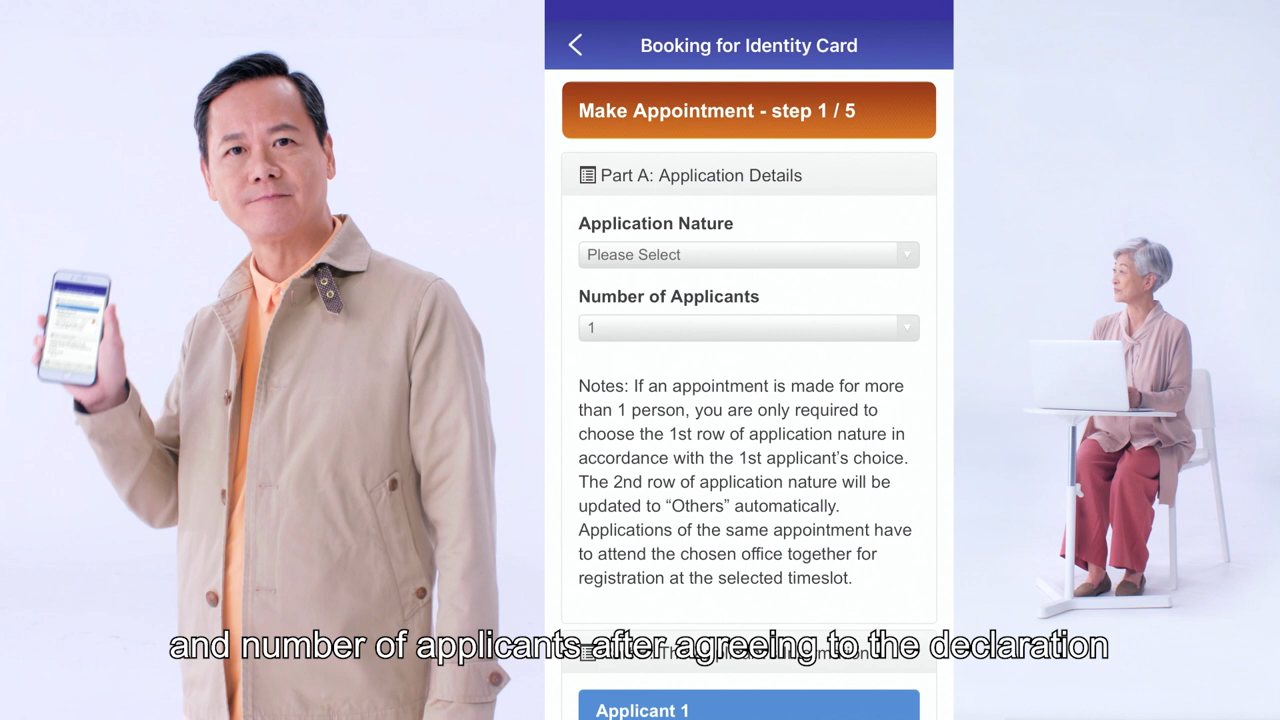 Booking for Identity Card
Make Appointment - step 1 / 5
Part A: Application Details
Application Nature
Please Select
Number of Applicants
1
Notes: If an appointment is made for more
than 1 person, you are only required to
choose the 1st row of application nature in
accordance with the 1st applicant's choice.
The 2nd row of application nature will be
updated to “Others” automatically.
Applications of the same appointment have
to attend the chosen office together for
registration at the selected timeslot.
and number of applicants after agreeing to the declaration
Applicant 1